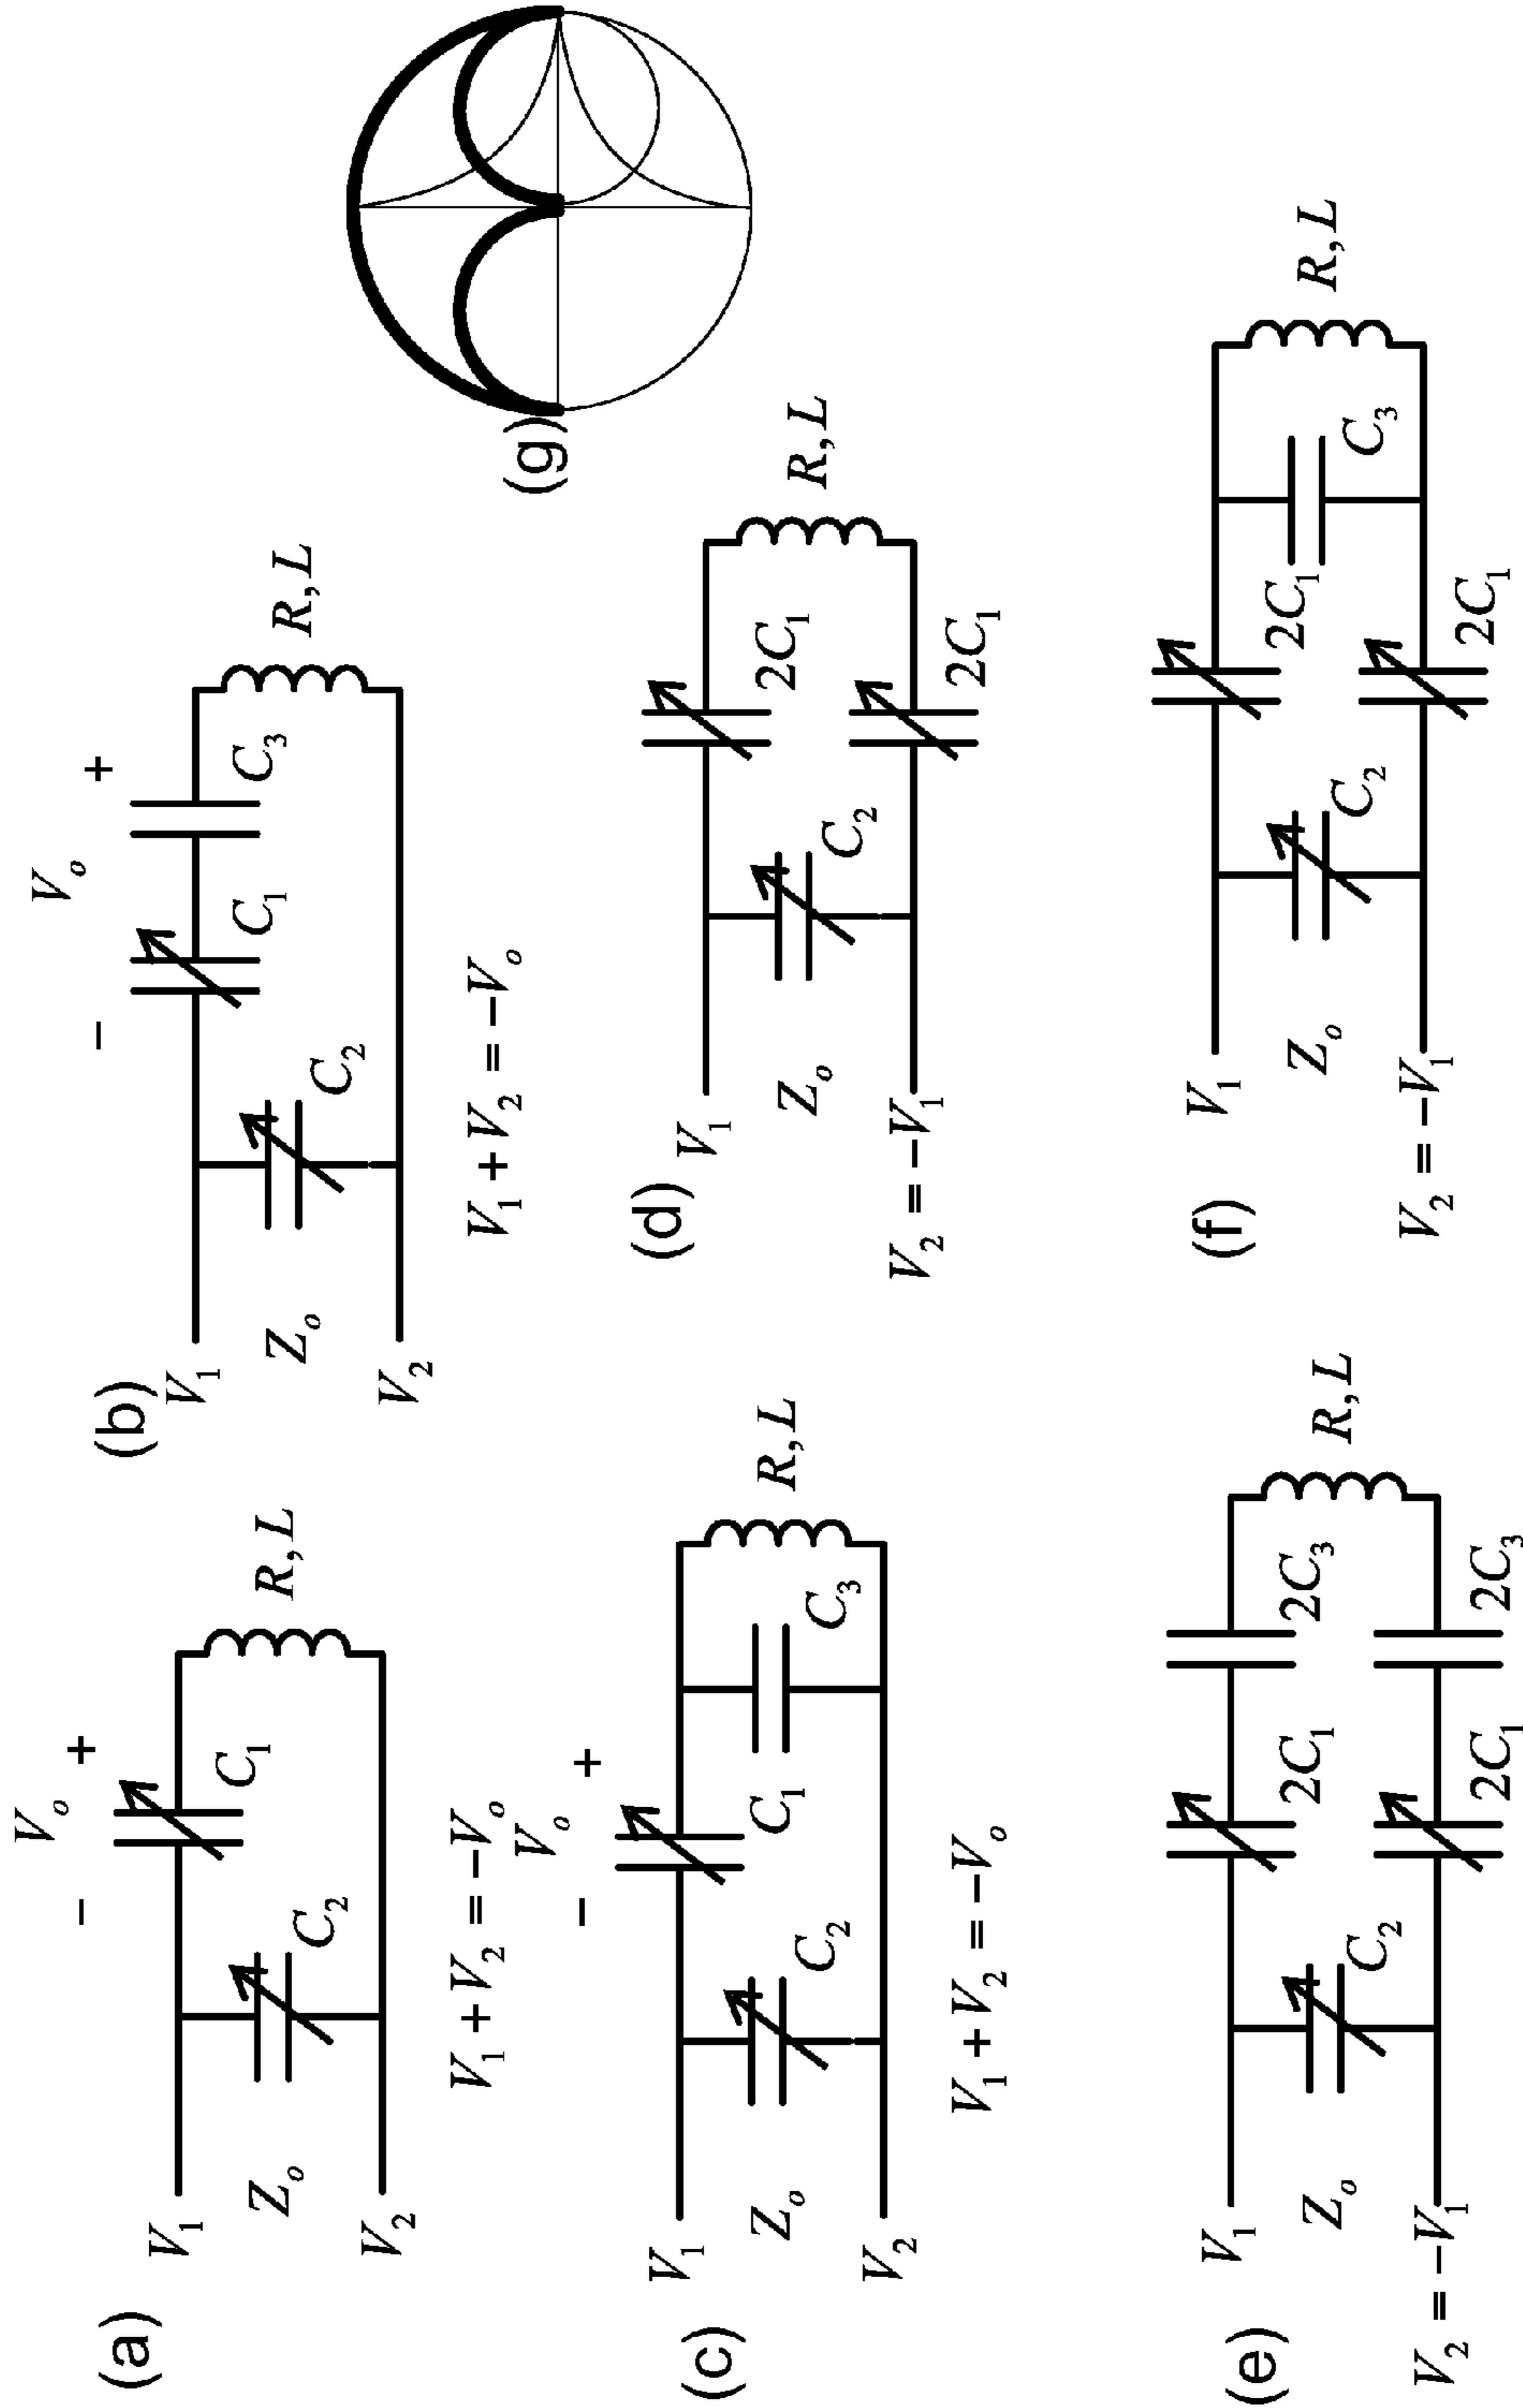 (a)
− V_o +
V_1
Z_o
C_2
C_1
R, L
V_2
V_1 + V_2 = −V_o
(b)
− V_o +
V_1
Z_o
C_2
C_1
C_3
R, L
V_2
V_1 + V_2 = −V_o
(c)
− V_o +
V_1
Z_o
C_2
C_1
C_3
R, L
V_2
V_1 + V_2 = −V_o
(d)
V_1
Z_o
C_2
2C_1
2C_1
R, L
V_2 = −V_1
(e)
V_1
Z_o
C_2
2C_1
2C_3
2C_1
2C_3
R, L
V_2 = −V_1
(f)
V_1
Z_o
C_2
2C_1
C_3
2C_1
R, L
V_2 = −V_1
(g)